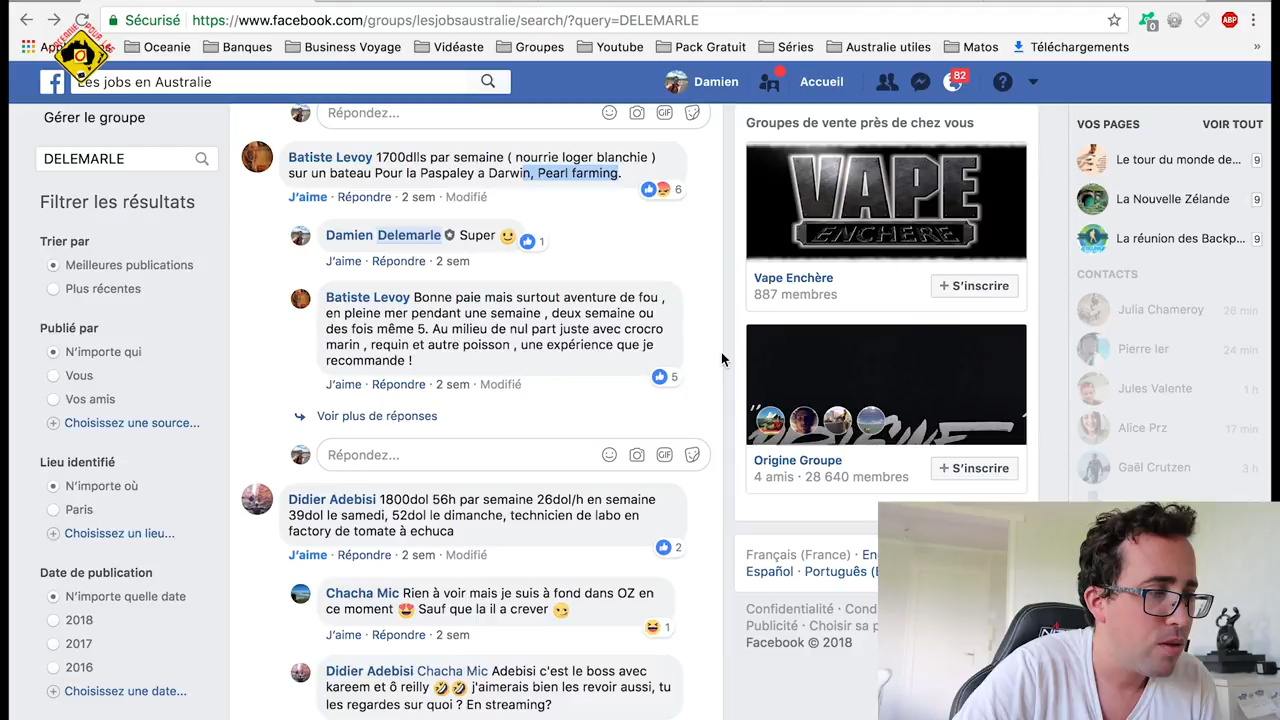 Sécurisé https://www.facebook.com/groups/lesjobsaustralie/search/?query=DELEMARLE
0
ABP
Oceanie Banques Business Voyage Vidéaste Groupes Youtube Pack Gratuit Séries Australie utiles Matos Téléchargements »
Les jobs en Australie Damien Accueil 82
Gérer le groupe
DELEMARLE
Filtrer les résultats
Trier par
Meilleures publications
Plus récentes
Publié par
N'importe qui
Vous
Vos amis
Choisissez une source...
Lieu identifié
N'importe où
Paris
Choisissez un lieu...
Date de publication
N'importe quelle date
2018
2017
2016
Choisissez une date...
Répondez... GIF
Batiste Levoy 1700dlls par semaine ( nourrie loger blanchie )
sur un bateau Pour la Paspaley a Darwin, Pearl farming.
6
J'aime · Répondre · 2 sem · Modifié
Damien Delemarle Super 🙂
1
J'aime · Répondre · 2 sem
Batiste Levoy Bonne paie mais surtout aventure de fou ,
en pleine mer pendant une semaine , deux semaine ou
des fois même 5. Au milieu de nul part juste avec crocro
marin , requin et autre poisson , une expérience que je
recommande !
5
J'aime · Répondre · 2 sem · Modifié
Voir plus de réponses
Répondez... GIF
Didier Adebisi 1800dol 56h par semaine 26dol/h en semaine
39dol le samedi, 52dol le dimanche, technicien de labo en
factory de tomate à echuca
2
J'aime · Répondre · 2 sem · Modifié
Chacha Mic Rien à voir mais je suis à fond dans OZ en
ce moment 😍 Sauf que la il a crever 😏
1
J'aime · Répondre · 2 sem
Didier Adebisi Chacha Mic Adebisi c'est le boss avec
kareem et ô reilly 🤣🤣 j'aimerais bien les revoir aussi, tu
les regardes sur quoi ? En streaming?
Groupes de vente près de chez vous
VAPE
ENCHERE
Vape Enchère
887 membres
+ S'inscrire
Origine Groupe
4 amis · 28 640 membres
+ S'inscrire
Français (France) · En
Español · Português (E
Confidentialité · Cond
Publicité · Choisir sa p
Facebook © 2018
VOS PAGES VOIR TOUT
Le tour du monde de... 9
La Nouvelle Zélande 9
La réunion des Backp... 9
CONTACTS
Julia Chameroy 26 min
Pierre Ier 24 min
Jules Valente 1 h
Alice Prz 17 min
Gaël Crutzen 3 h